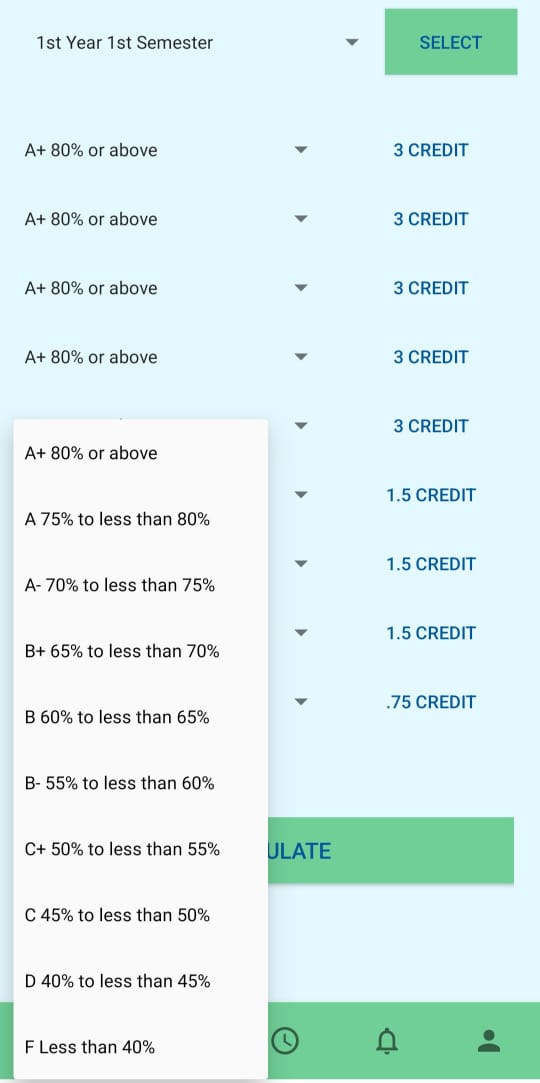 1st Year 1st Semester SELECT
A+ 80% or above 3 CREDIT
A+ 80% or above 3 CREDIT
A+ 80% or above 3 CREDIT
A+ 80% or above 3 CREDIT
3 CREDIT
A+ 80% or above
1.5 CREDIT
A 75% to less than 80%
1.5 CREDIT
A- 70% to less than 75%
1.5 CREDIT
B+ 65% to less than 70%
.75 CREDIT
B 60% to less than 65%
B- 55% to less than 60%
C+ 50% to less than 55% ULATE
C 45% to less than 50%
D 40% to less than 45%
F Less than 40%